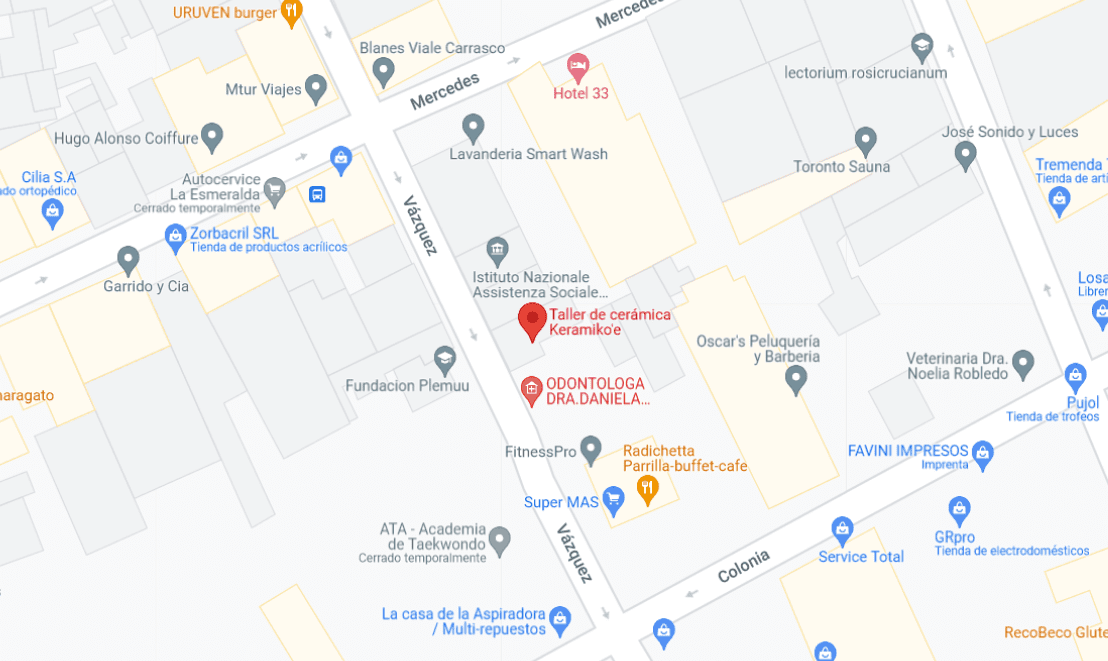 URUVEN burger
Mercedes
Blanes Viale Carrasco
lectorium rosicrucianum
Mtur Viajes
Mercedes
Hotel 33
Hugo Alonso Coiffure
Lavanderia Smart Wash
José Sonido y Luces
Toronto Sauna
Tremenda T
Tienda de artí
Cilia S.A
ado ortopédico
Autocervice
La Esmeralda
Cerrado temporalmente
Zorbacril SRL
Tienda de productos acrílicos
Vázquez
Garrido y Cia
Istituto Nazionale
Assistenza Sociale...
Losa
Librer
Taller de cerámica
Keramiko'e
Oscar's Peluquería
y Barberia
Veterinaria Dra.
Noelia Robledo
Fundacion Plemuu
ODONTOLOGA
DRA.DANIELA...
naragato
Pujol
Tienda de trofeos
FitnessPro
Radichetta
Parrilla-buffet-cafe
FAVINI IMPRESOS
Imprenta
Super MAS
ATA - Academia
de Taekwondo
Cerrado temporalmente
Vázquez
Colonia
Service Total
GRpro
Tienda de electrodomésticos
La casa de la Aspiradora
/ Multi-repuestos
RecoBeco Glute